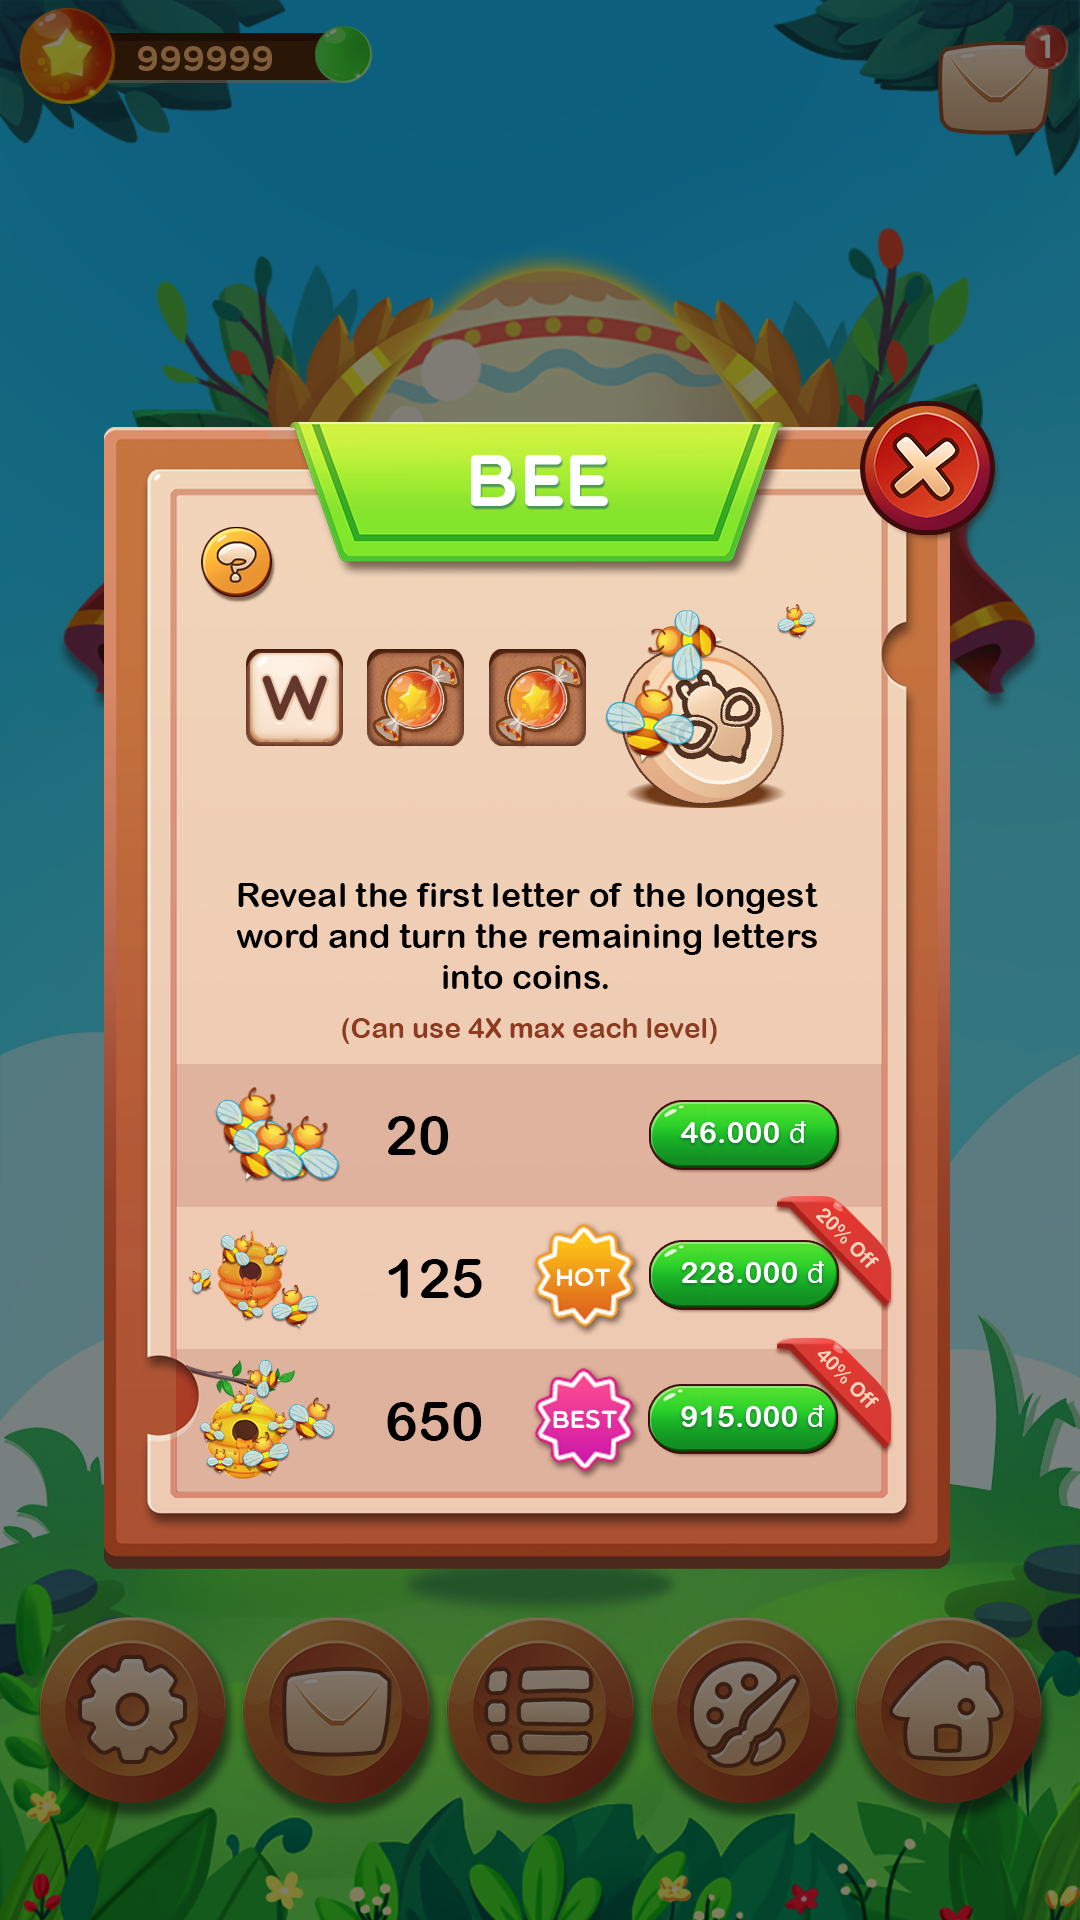 999999
1
BEE
W
Reveal the first letter of the longest
word and turn the remaining letters
into coins.
(Can use 4X max each level)
20
46.000 đ
20% Off
125
HOT
228.000 đ
40% Off
650
BEST
915.000 đ